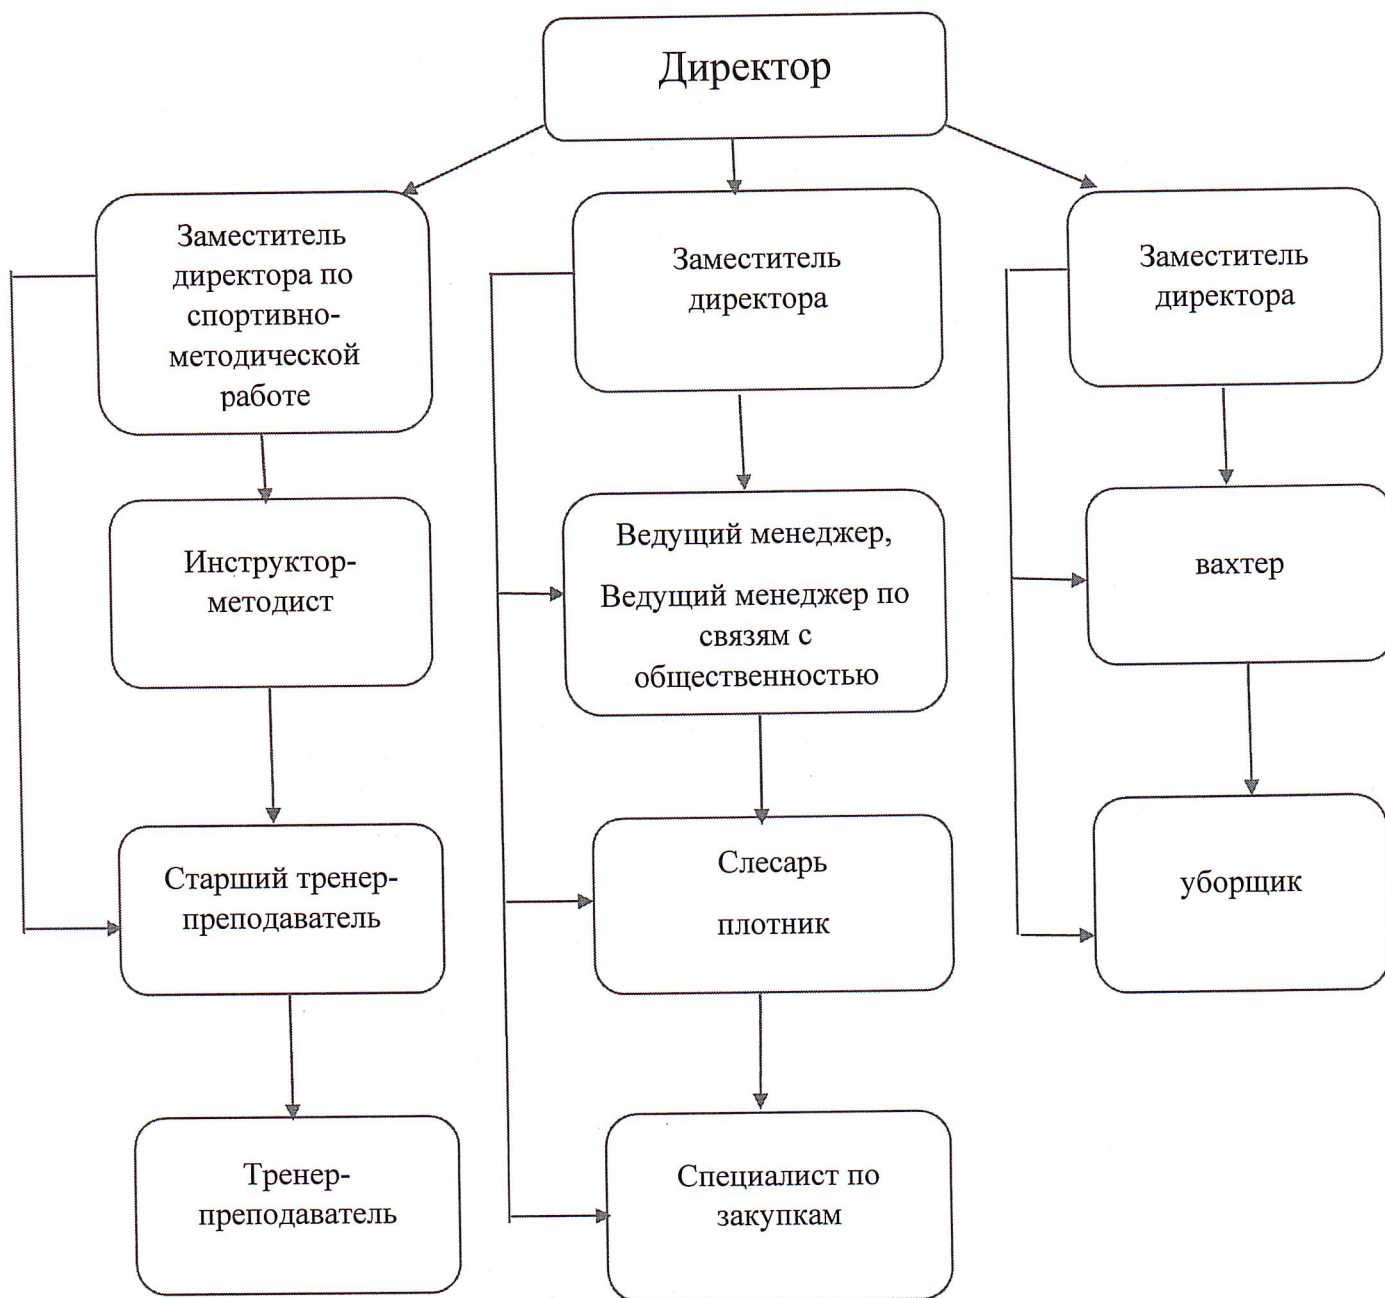 Директор
Заместитель
директора по
спортивно-
методической
работе
Заместитель
директора
Заместитель
директора
Инструктор-
методист
Ведущий менеджер,
Ведущий менеджер по
связям с
общественностью
вахтер
Старший тренер-
преподаватель
Слесарь
плотник
уборщик
Тренер-
преподаватель
Специалист по
закупкам